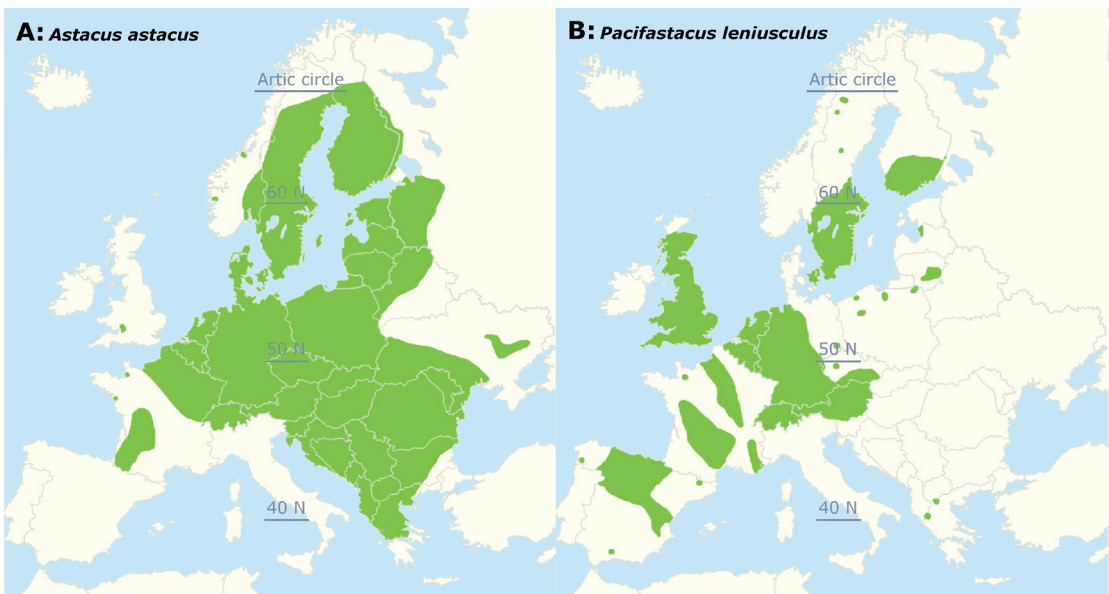 A: Astacus astacus
Artic circle
60 N
50 N
40 N
B: Pacifastacus leniusculus
Artic circle
60 N
50 N
40 N